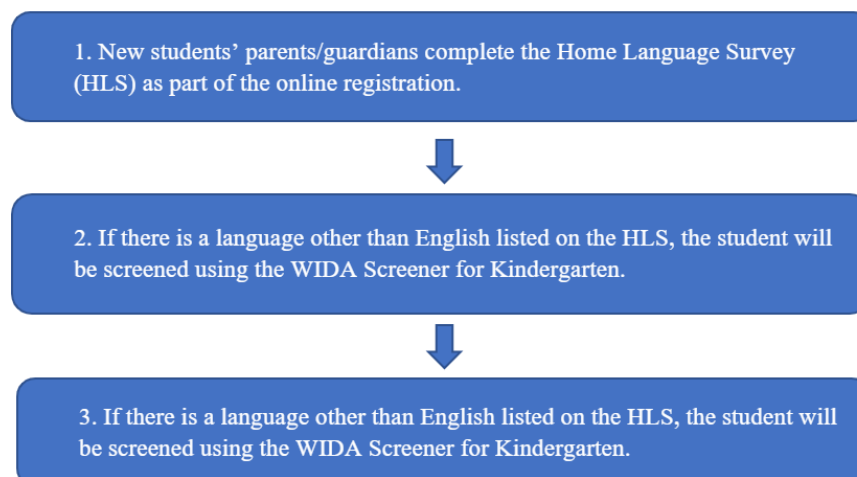 1. New students’ parents/guardians complete the Home Language Survey
(HLS) as part of the online registration.
2. If there is a language other than English listed on the HLS, the student will
be screened using the WIDA Screener for Kindergarten.
3. If there is a language other than English listed on the HLS, the student will
be screened using the WIDA Screener for Kindergarten.